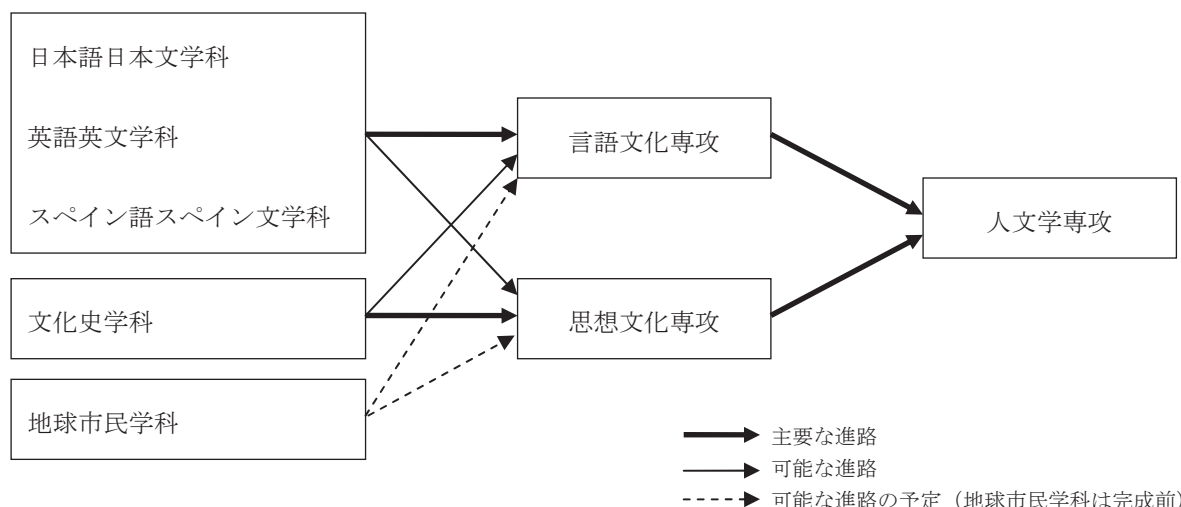 日本語日本文学科
英語英文学科
スペイン語スペイン文学科
文化史学科
地球市民学科
言語文化専攻
思想文化専攻
人文学専攻
主要な進路
可能な進路
可能な進路の予定（地球市民学科は完成前）